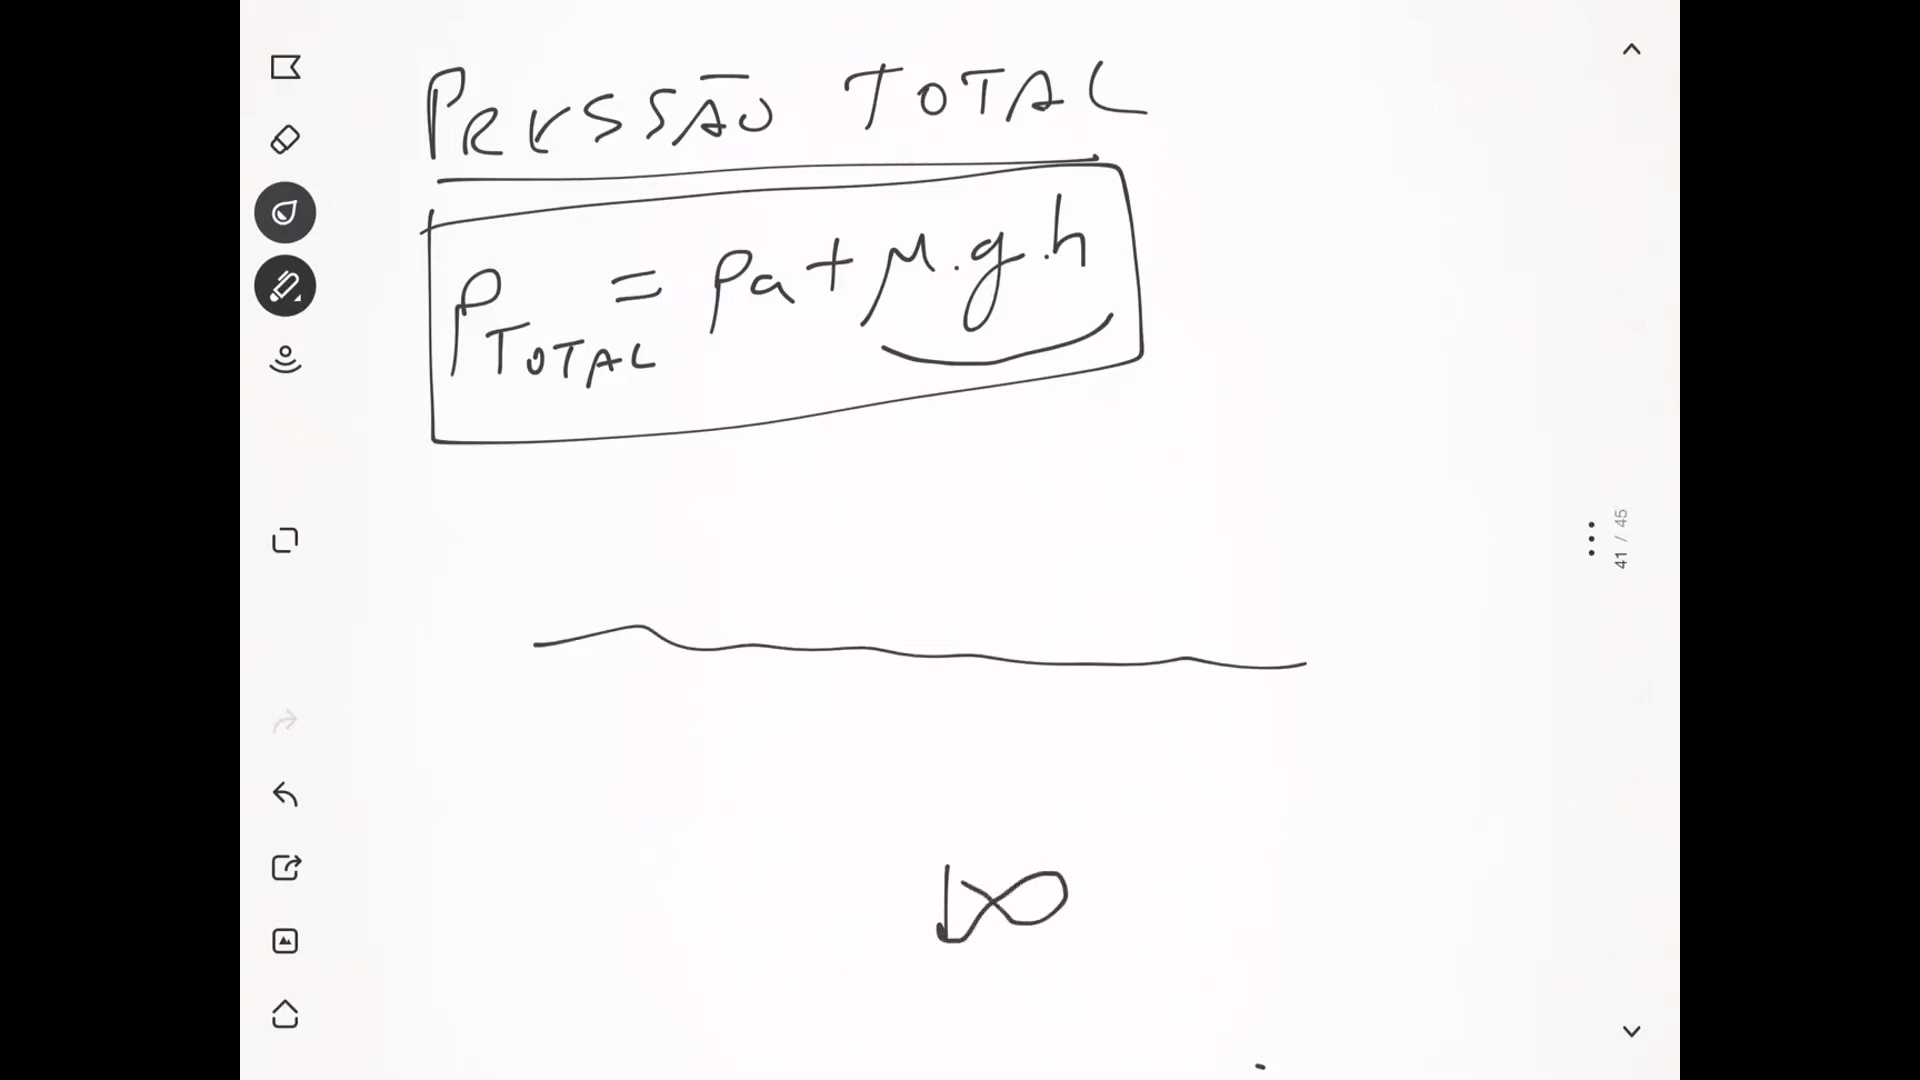 PRESSÃO TOTAL
PTOTAL = Pa + μ.g.h
41 / 45